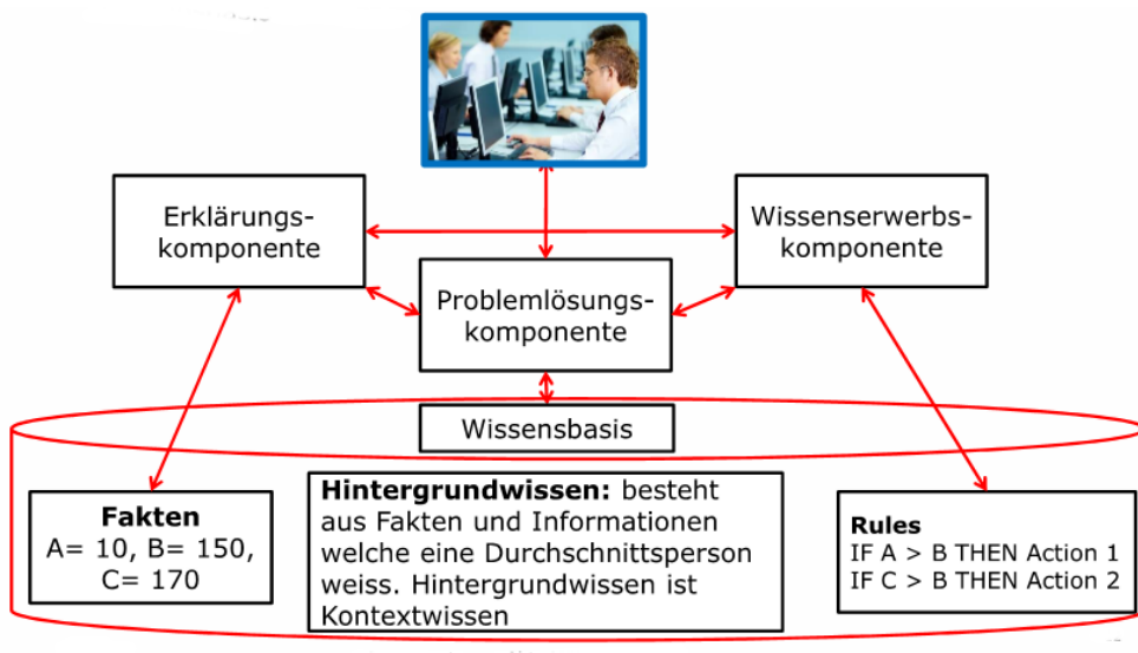 Erklärungs-
komponente
Wissenserwerbs-
komponente
Problemlösungs-
komponente
Wissensbasis
Fakten
A= 10, B= 150,
C= 170
Hintergrundwissen: besteht
aus Fakten und Informationen
welche eine Durchschnittsperson
weiss. Hintergrundwissen ist
Kontextwissen
Rules
IF A > B THEN Action 1
IF C > B THEN Action 2